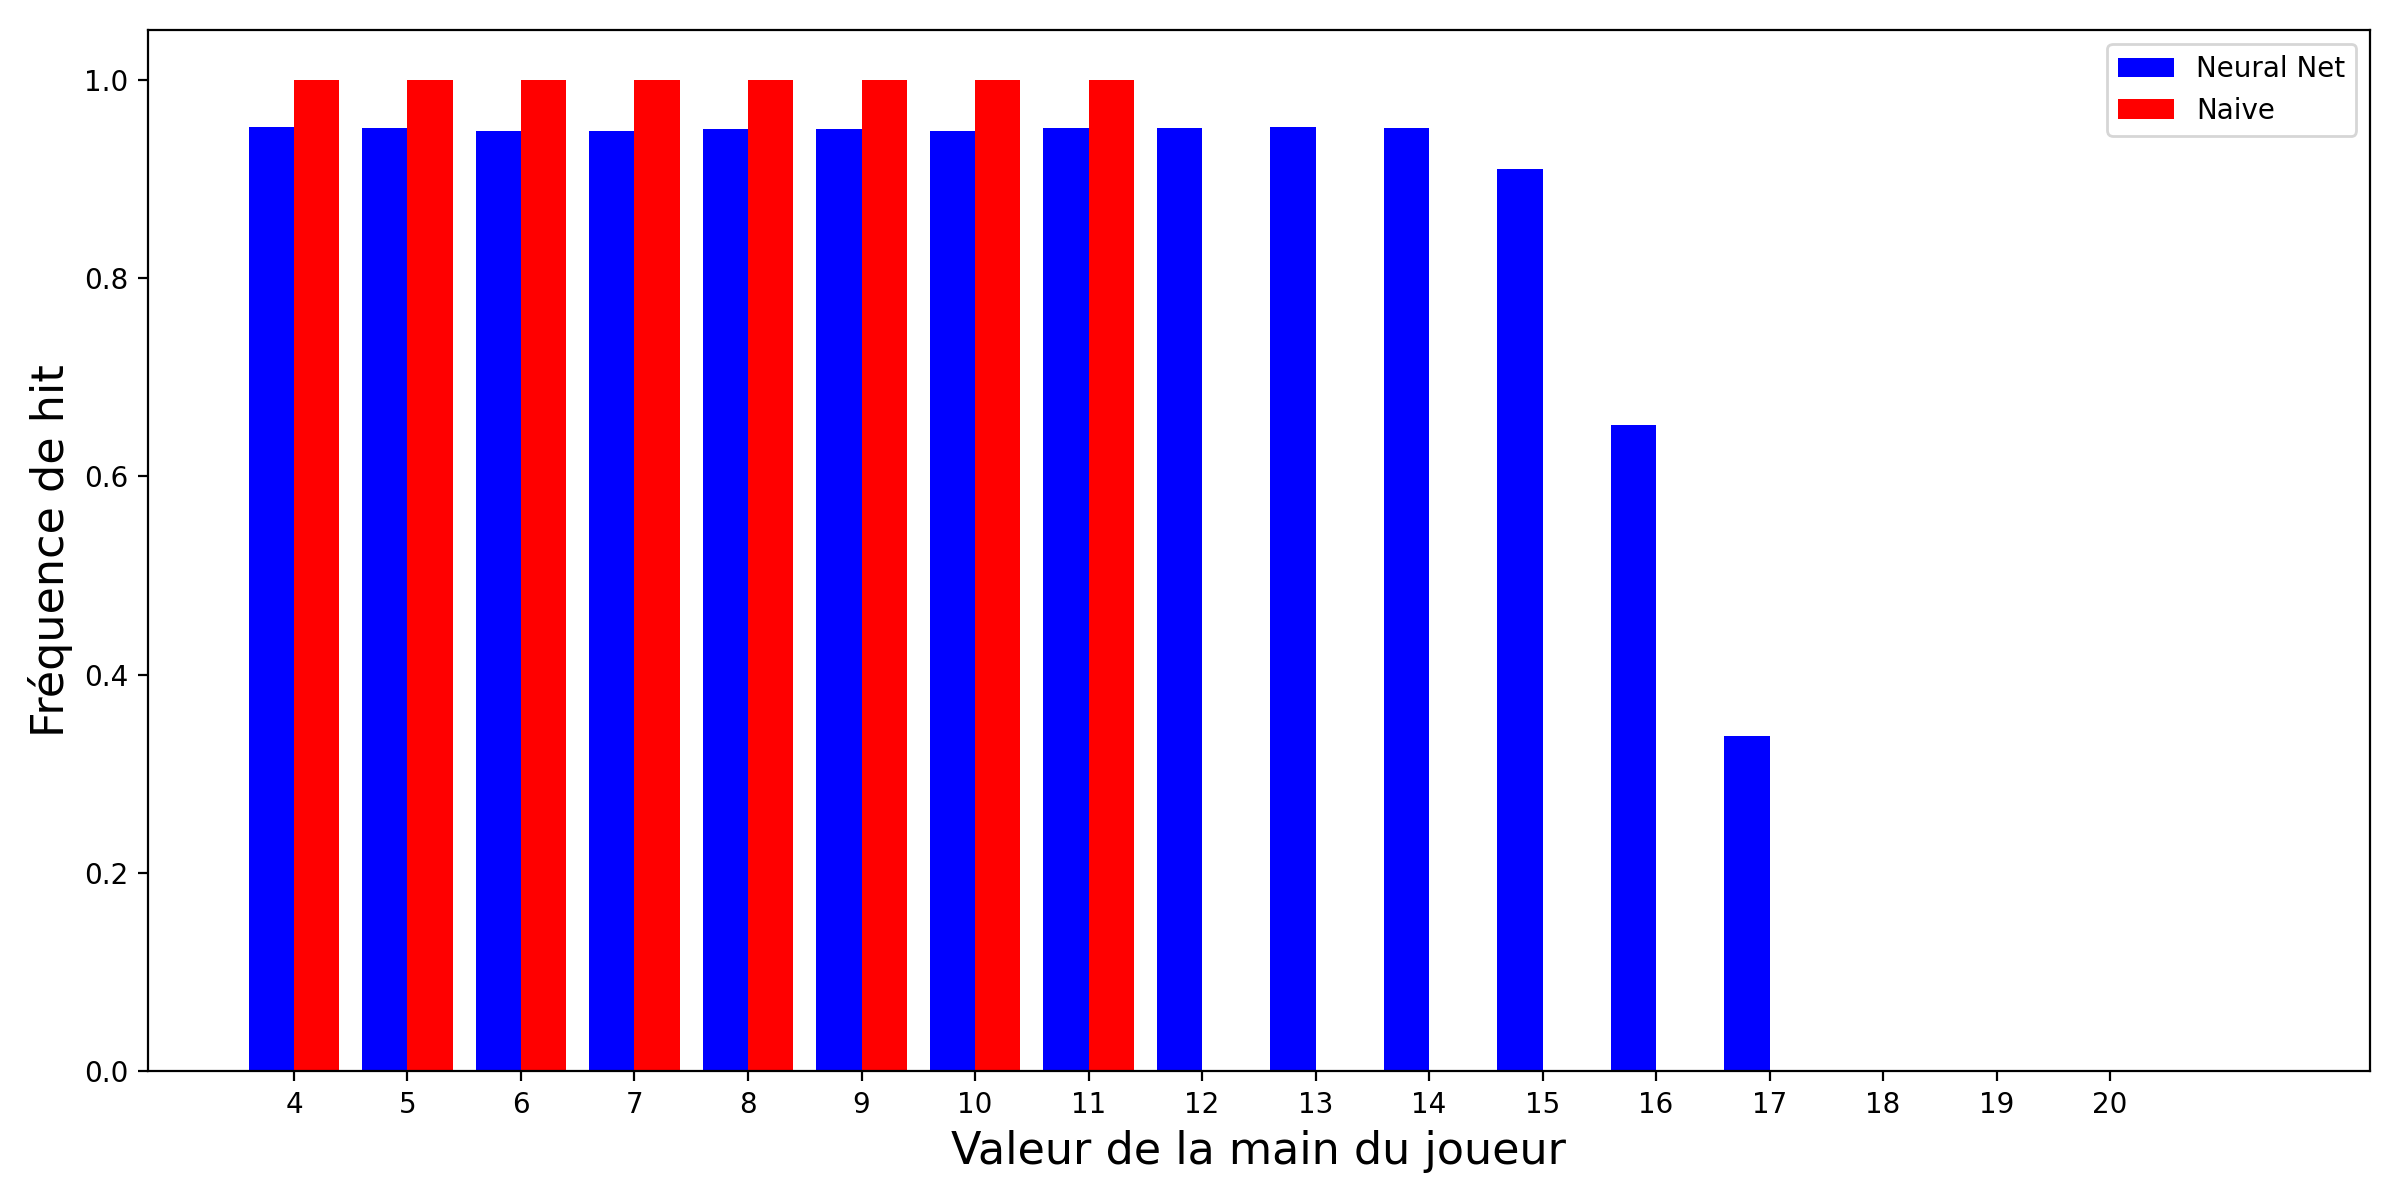 Neural Net
Naive
1.0
0.8
0.6
0.4
0.2
0.0
Fréquence de hit
4 5 6 7 8 9 10 11 12 13 14 15 16 17 18 19 20
Valeur de la main du joueur